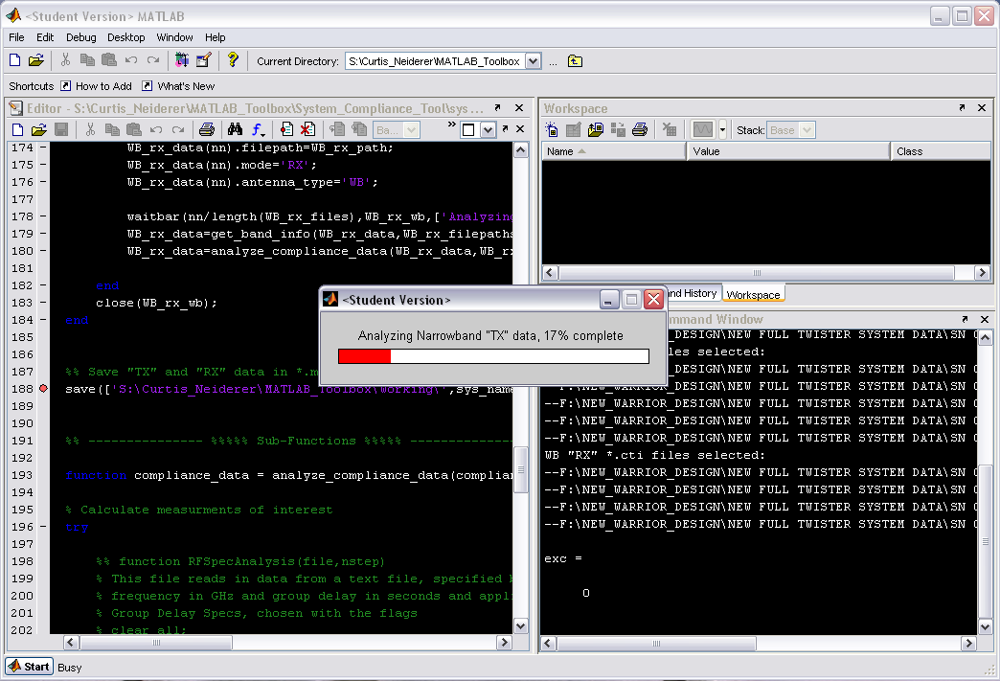 <Student Version> MATLAB
File Edit Debug Desktop Window Help
Current Directory: S:\Curtis_Neiderer\MATLAB_Toolbox ...
Shortcuts How to Add What's New
Editor - S:\Curtis_Neiderer\MATLAB_Toolbox\System_Compliance_Tool\sys...
Ba...
174 - WB_rx_data(nn).filepath=WB_rx_path;
175 - WB_rx_data(nn).mode='RX';
176 - WB_rx_data(nn).antenna_type='WB';
177
178 - waitbar(nn/length(WB_rx_files),WB_rx_wb,['Analyzing
179 - WB_rx_data=get_band_info(WB_rx_data,WB_rx_filepaths
180 - WB_rx_data=analyze_compliance_data(WB_rx_data,WB_rx
181
182 - end
183 - close(WB_rx_wb);
184 - end
185
186
187 %% Save "TX" and "RX" data in *.m
188 save(['S:\Curtis_Neiderer\MATLAB_Toolbox\Working\',sys_name
189
190
191 %% --------------- %%%%% Sub-Functions %%%%% --------------
192
193 function compliance_data = analyze_compliance_data(complian
194
195 % Calculate measurments of interest
196 - try
197
198 %% function RFSpecAnalysis(file,nstep)
199 % This file reads in data from a text file, specified
200 % frequency in GHz and group delay in seconds and appli
201 % Group Delay Specs, chosen with the flags
202 % clear all;
Workspace
Stack: Base
Name Value Class
nd History Workspace
<Student Version>
Analyzing Narrowband "TX" data, 17% complete
mmand Window
_DESIGN\NEW FULL TWISTER SYSTEM DATA\SN
es selected:
_DESIGN\NEW FULL TWISTER SYSTEM DATA\SN
--F:\NEW_WARRIOR_DESIGN\NEW FULL TWISTER SYSTEM DATA\SN
--F:\NEW_WARRIOR_DESIGN\NEW FULL TWISTER SYSTEM DATA\SN
--F:\NEW_WARRIOR_DESIGN\NEW FULL TWISTER SYSTEM DATA\SN
--F:\NEW_WARRIOR_DESIGN\NEW FULL TWISTER SYSTEM DATA\SN
WB "RX" *.cti files selected:
--F:\NEW_WARRIOR_DESIGN\NEW FULL TWISTER SYSTEM DATA\SN
--F:\NEW_WARRIOR_DESIGN\NEW FULL TWISTER SYSTEM DATA\SN
--F:\NEW_WARRIOR_DESIGN\NEW FULL TWISTER SYSTEM DATA\SN
--F:\NEW_WARRIOR_DESIGN\NEW FULL TWISTER SYSTEM DATA\SN
exc =
0
Start Busy